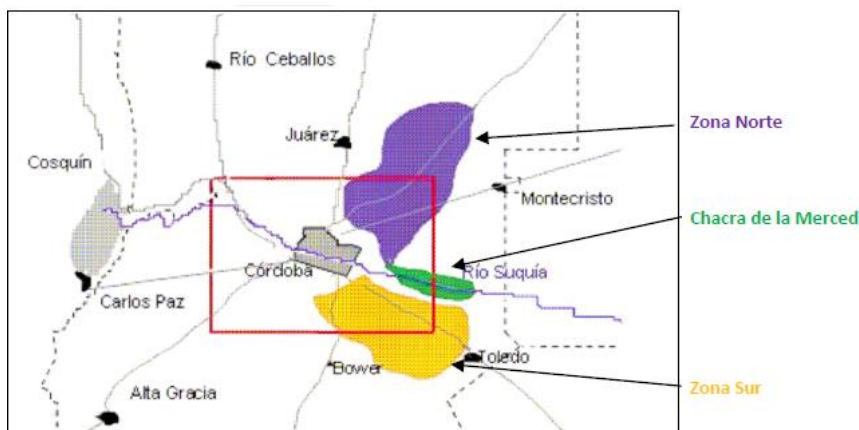 Río Ceballos
Juárez
Zona Norte
Cosquín
Montecristo
Chacra de la Merced
Córdoba
Río Suquía
Carlos Paz
Toledo
Bower
Alta Gracia
Zona Sur